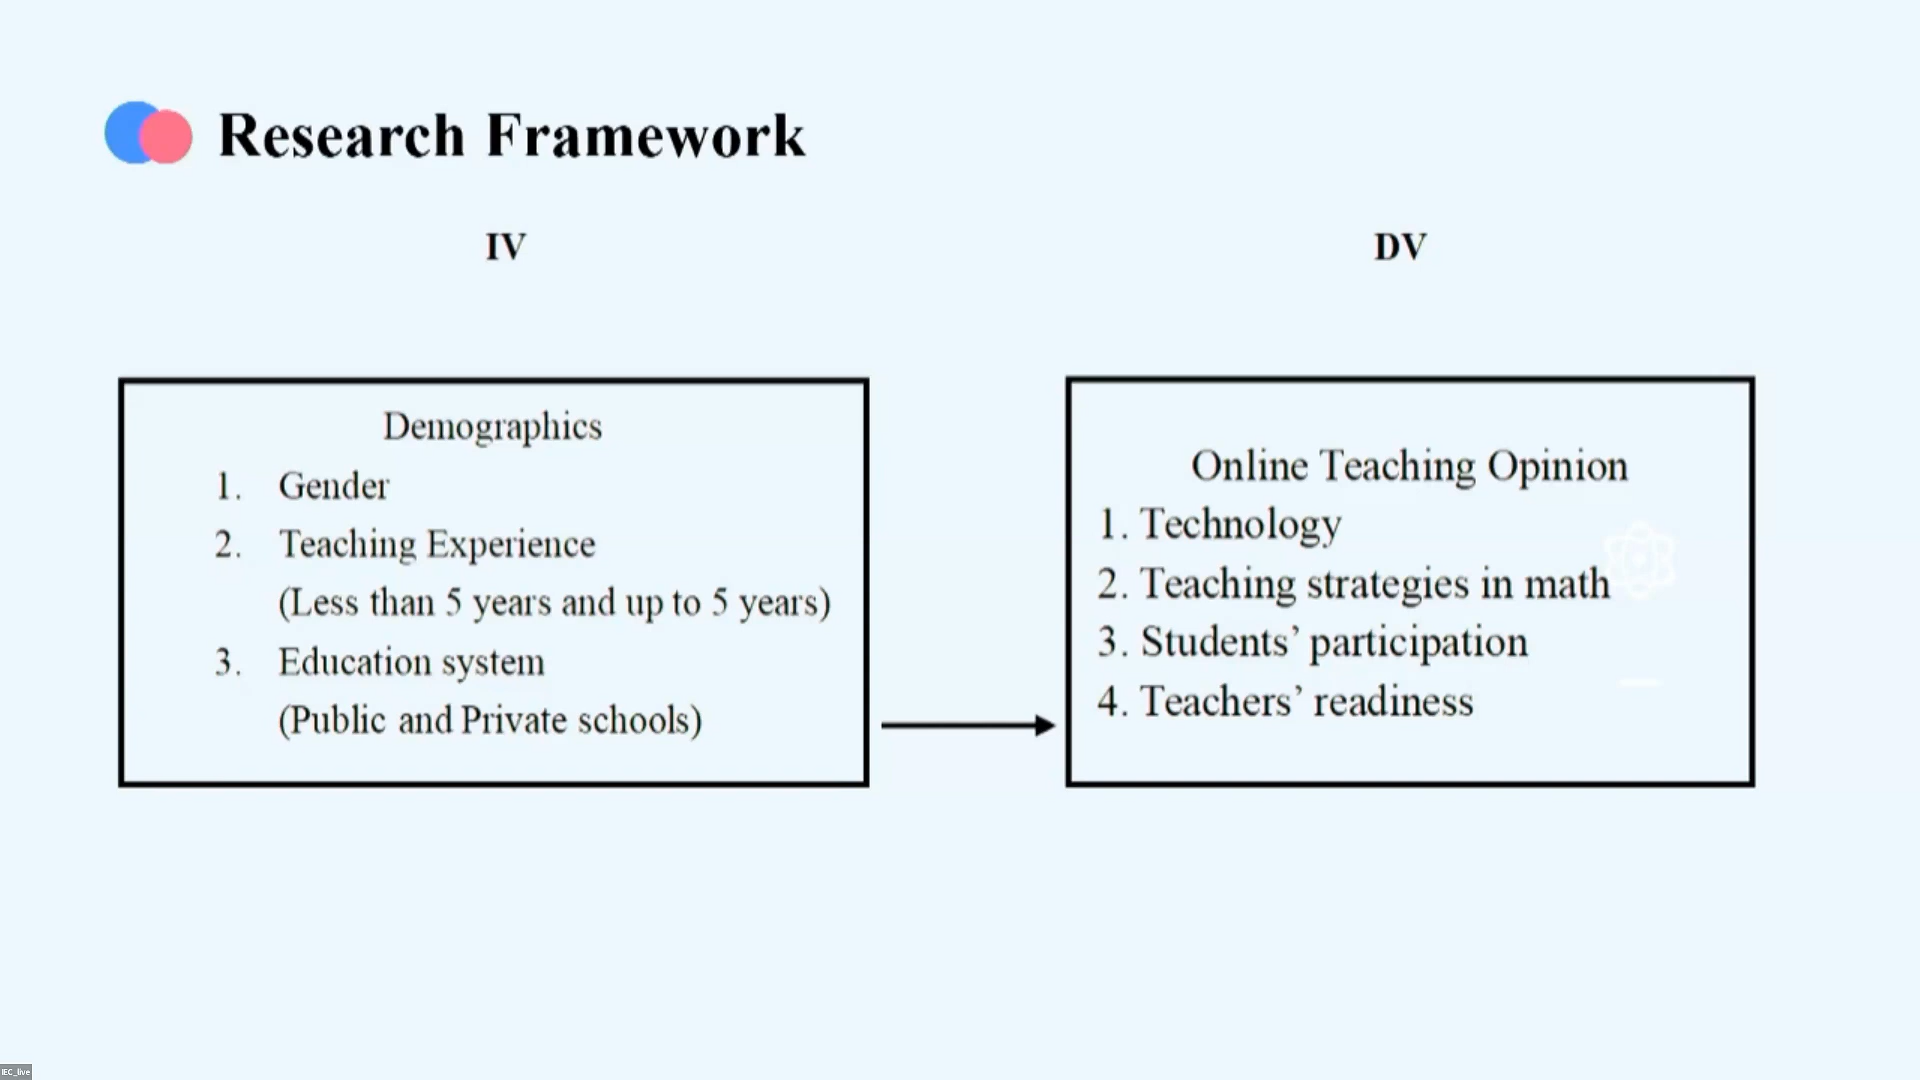 Research Framework
IV
DV
Demographics
1. Gender
2. Teaching Experience
(Less than 5 years and up to 5 years)
3. Education system
(Public and Private schools)
Online Teaching Opinion
1. Technology
2. Teaching strategies in math
3. Students’ participation
4. Teachers’ readiness
IEC_live